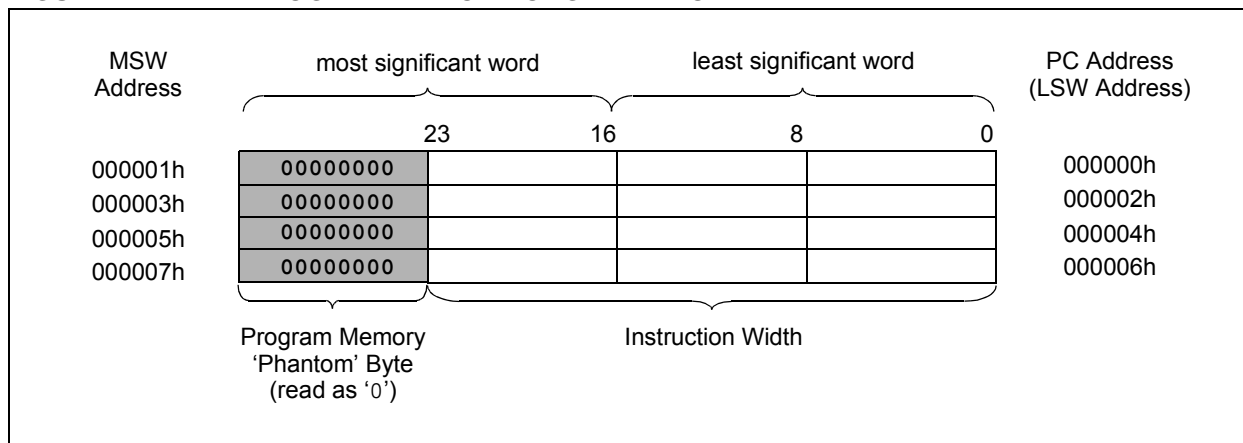 MSW most significant word least significant word PC Address
Address (LSW Address)
23 16 8 0
000001h 00000000 000000h
000003h 00000000 000002h
000005h 00000000 000004h
000007h 00000000 000006h
Program Memory Instruction Width
‘Phantom’ Byte
(read as ‘0’)